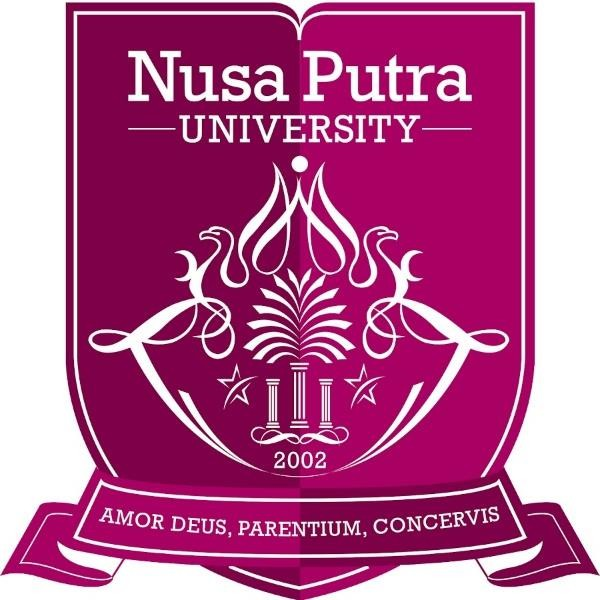 Nusa Putra
UNIVERSITY
2002
AMOR DEUS, PARENTIUM, CONCERVIS